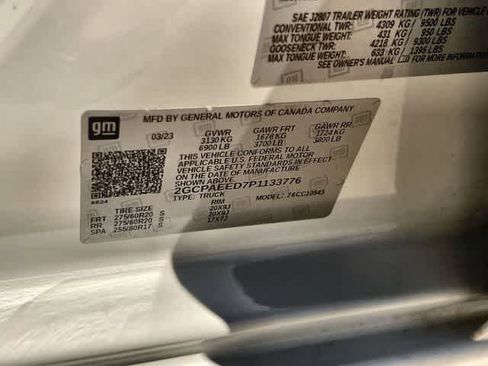 SAE J2807 TRAILER WEIGHT RATING (TWR) FOR VEHICLE
CONVENTIONAL TWR: 4309 KG / 9500 LBS
MAX TONGUE WEIGHT: 431 KG / 950 LBS
GOOSENECK TWR: 4218 KG / 9300 LBS
MAX TONGUE WEIGHT: 633 KG / 1395 LBS
SEE OWNER'S MANUAL FOR MORE INFORMATION
gm
MFD BY GENERAL MOTORS OF CANADA COMPANY
03/23 GVWR GAWR FRT GAWR RR
3130 KG 1678 KG 1724 KG
6900 LB 3700 LB 3800 LB
THIS VEHICLE CONFORMS TO ALL
APPLICABLE U.S. FEDERAL MOTOR
VEHICLE SAFETY STANDARDS IN EFFECT
ON THE DATE OF MANUFACTURE
SHOWN ABOVE
2GCPAEED7P1133776
TYPE: TRUCK MODEL:
TIRE SIZE RIM
FRT 275/60R20 S 20X9J
RR 275/60R20 S 20X9J
SPA 255/80R17 S 17X7J